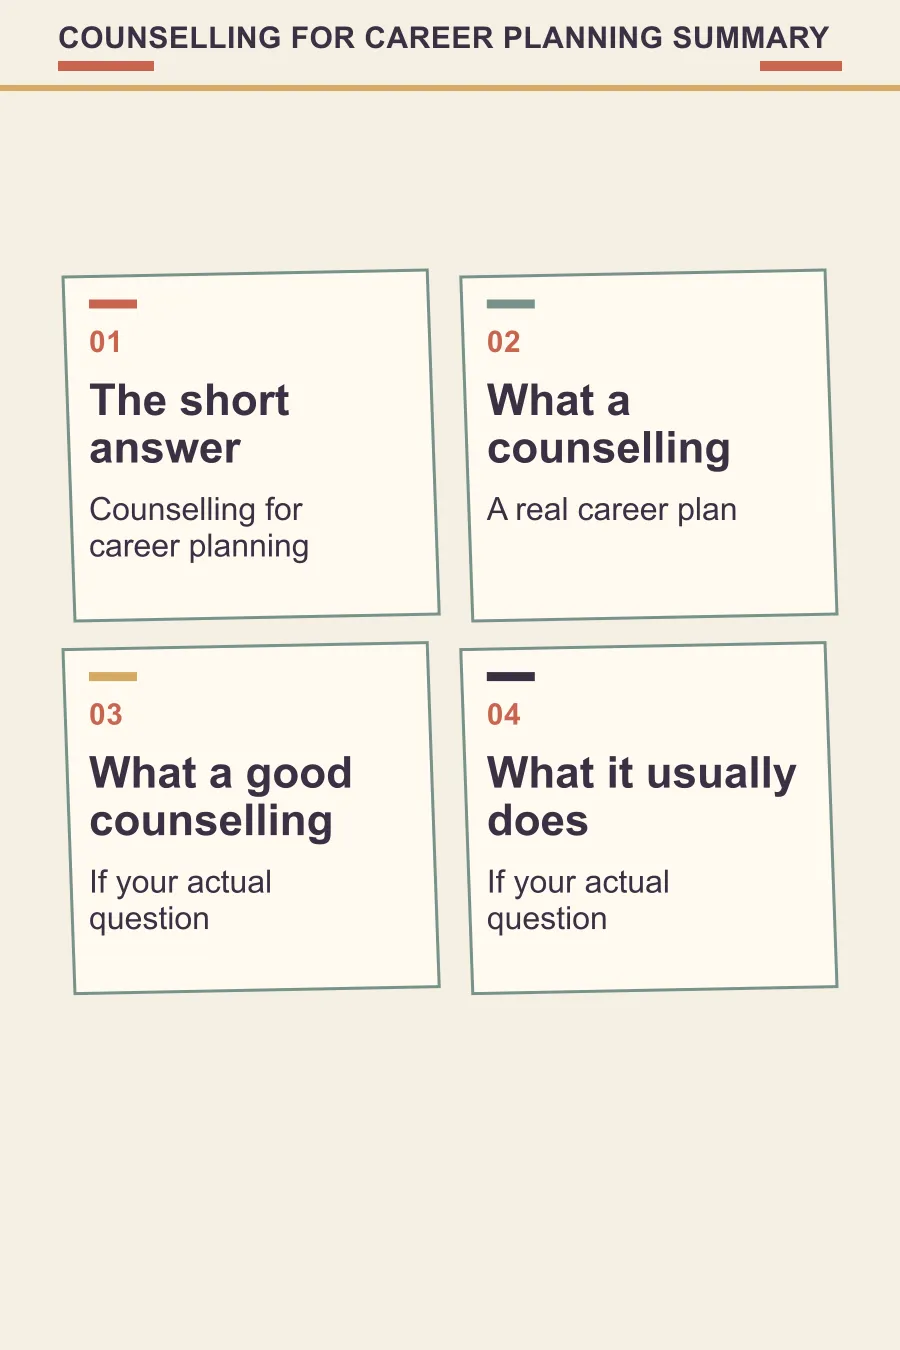 COUNSELLING FOR CAREER PLANNING SUMMARY
01
The short
answer
Counselling for
career planning
02
What a
counselling
A real career plan
03
What a good
counselling
If your actual
question
04
What it usually
does
If your actual
question